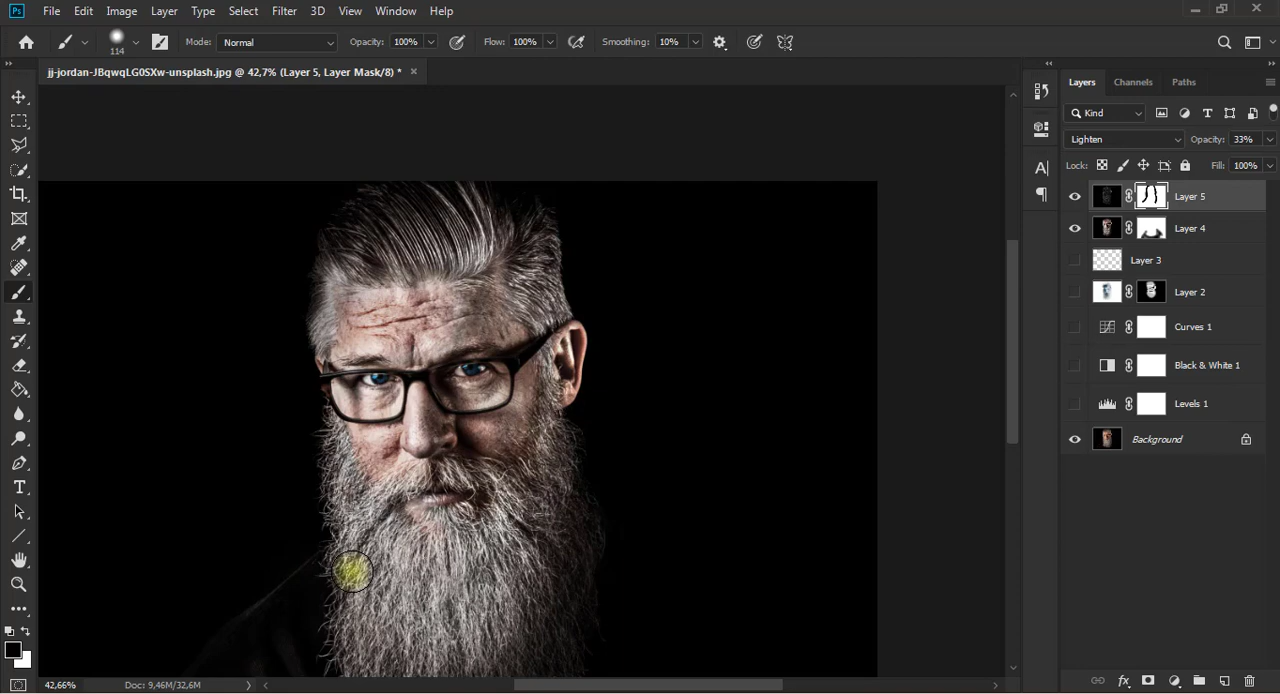 Ps File Edit Image Layer Type Select Filter 3D View Window Help
114 Mode: Normal Opacity: 100% Flow: 100% Smoothing: 10%
jj-jordan-JBqwqLG0SXw-unsplash.jpg @ 42,7% (Layer 5, Layer Mask/8) * ×
Layers Channels Paths
Kind
Lighten Opacity: 33%
Lock: Fill: 100%
Layer 5
Layer 4
Layer 3
Layer 2
Curves 1
Black & White 1
Levels 1
Background
42,66% Doc: 9,46M/32,6M